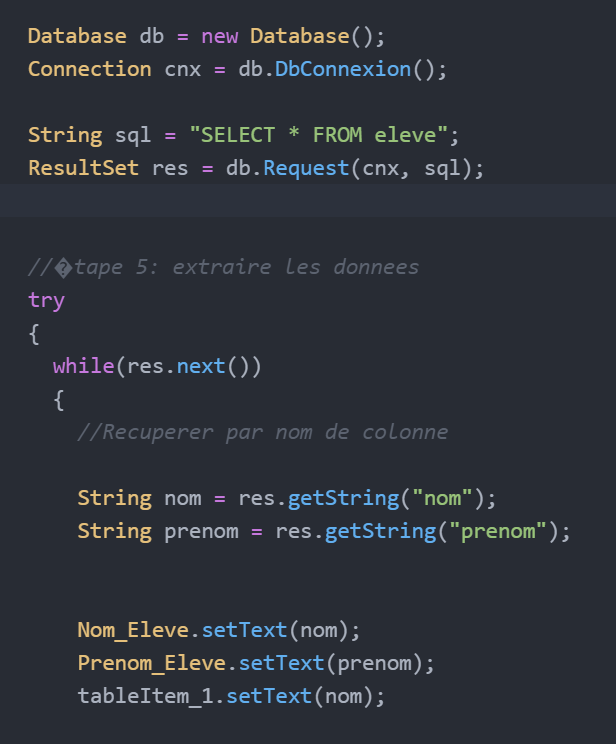 Database db = new Database();
Connection cnx = db.DbConnexion();
String sql = "SELECT * FROM eleve";
ResultSet res = db.Request(cnx, sql);
//�tape 5: extraire les donnees
try
{
while(res.next())
{
//Recuperer par nom de colonne
String nom = res.getString("nom");
String prenom = res.getString("prenom");
Nom_Eleve.setText(nom);
Prenom_Eleve.setText(prenom);
tableItem_1.setText(nom);